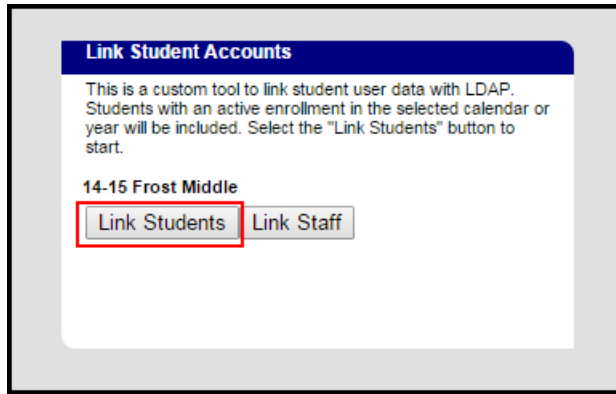 Link Student Accounts
This is a custom tool to link student user data with LDAP.
Students with an active enrollment in the selected calendar or
year will be included. Select the "Link Students" button to
start.
14-15 Frost Middle
Link Students Link Staff